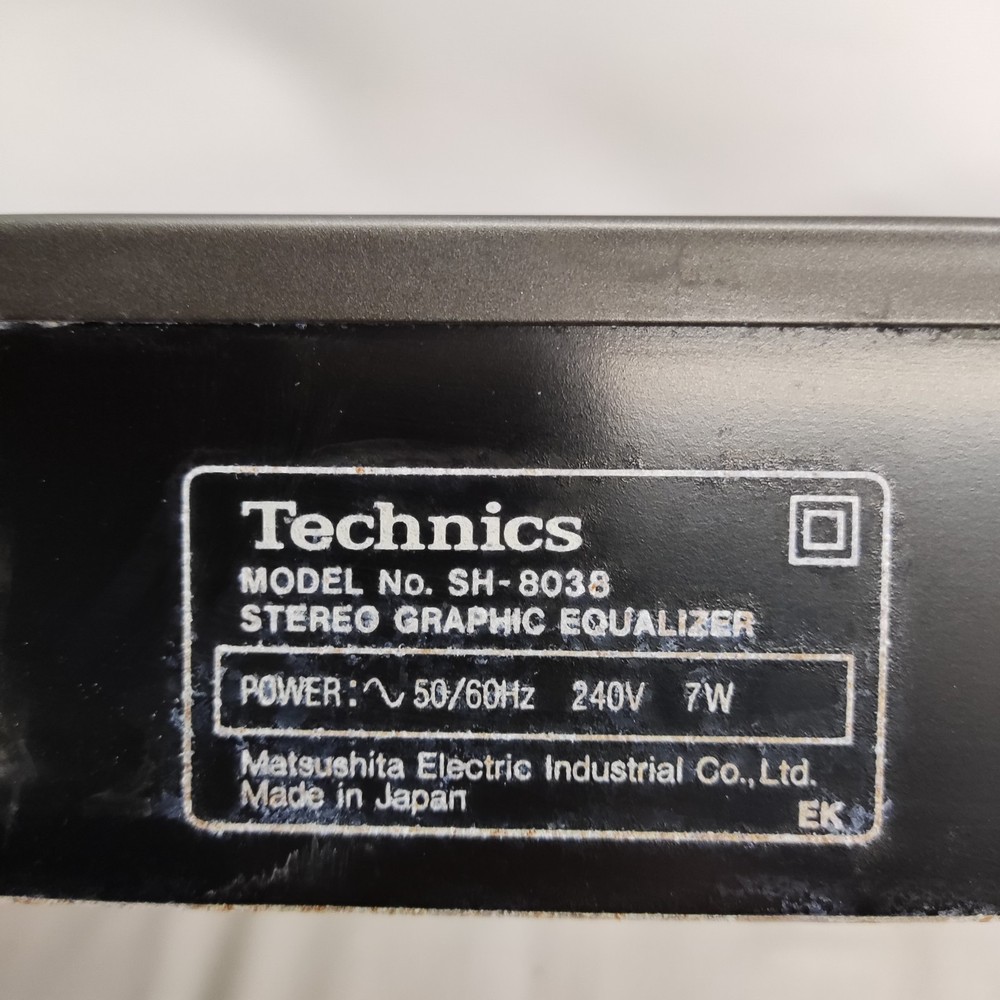 Technics
MODEL No. SH-8038
STEREO GRAPHIC EQUALIZER
POWER: ∿ 50/60Hz 240V 7W
Matsushita Electric Industrial Co., Ltd.
Made in Japan
EK